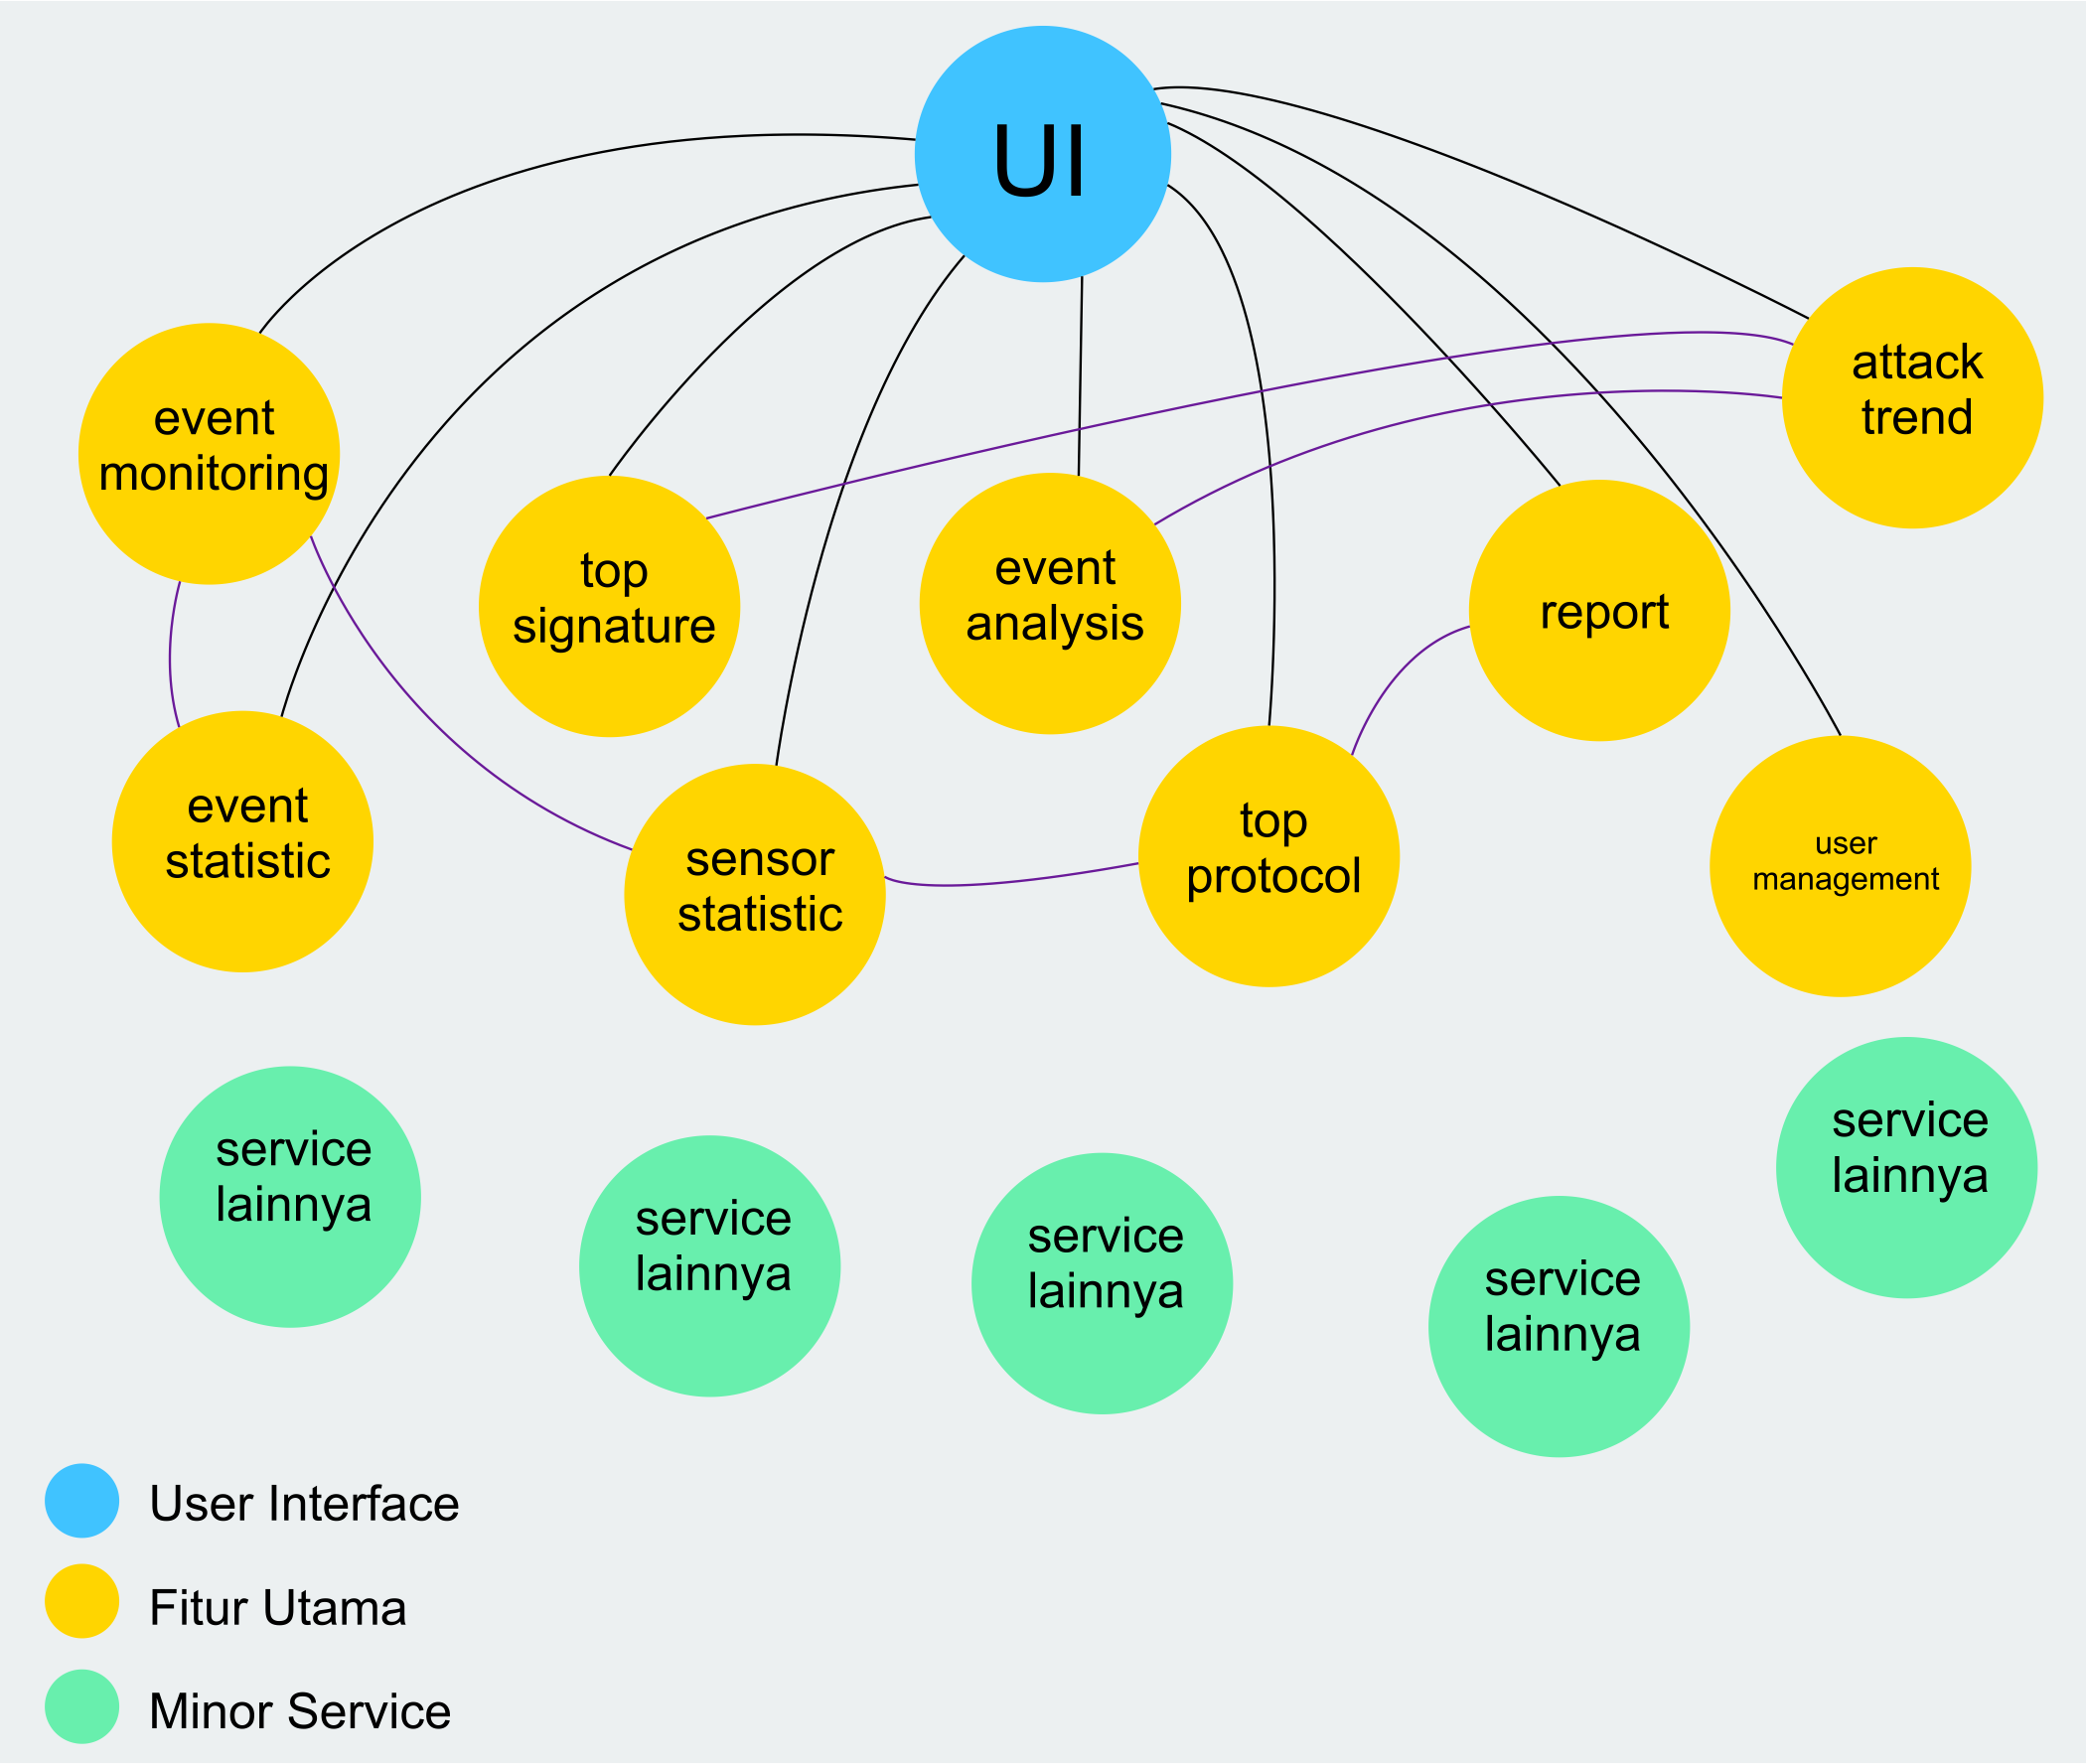 UI
event
monitoring
attack
trend
top
signature
event
analysis
report
event
statistic
sensor
statistic
top
protocol
user
management
service
lainnya
service
lainnya
service
lainnya
service
lainnya
service
lainnya
User Interface
Fitur Utama
Minor Service